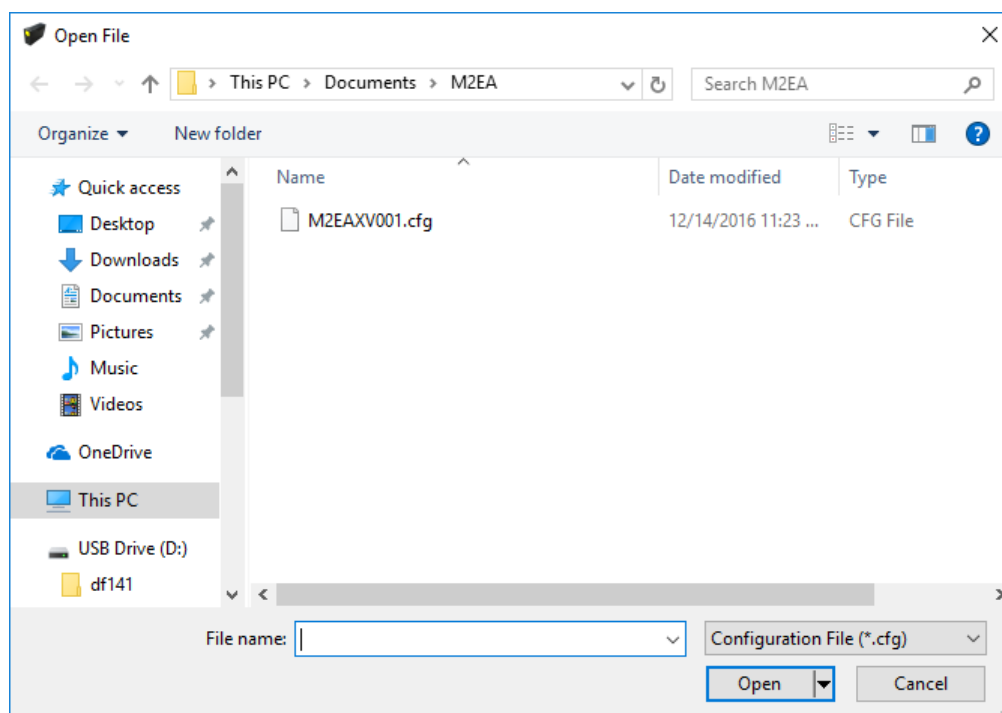 Open File
This PC > Documents > M2EA
Search M2EA
Organize
New folder
Name
Date modified
Type
M2EAXV001.cfg
12/14/2016 11:23 ...
CFG File
Quick access
Desktop
Downloads
Documents
Pictures
Music
Videos
OneDrive
This PC
USB Drive (D:)
df141
File name:
Configuration File (*.cfg)
Open
Cancel